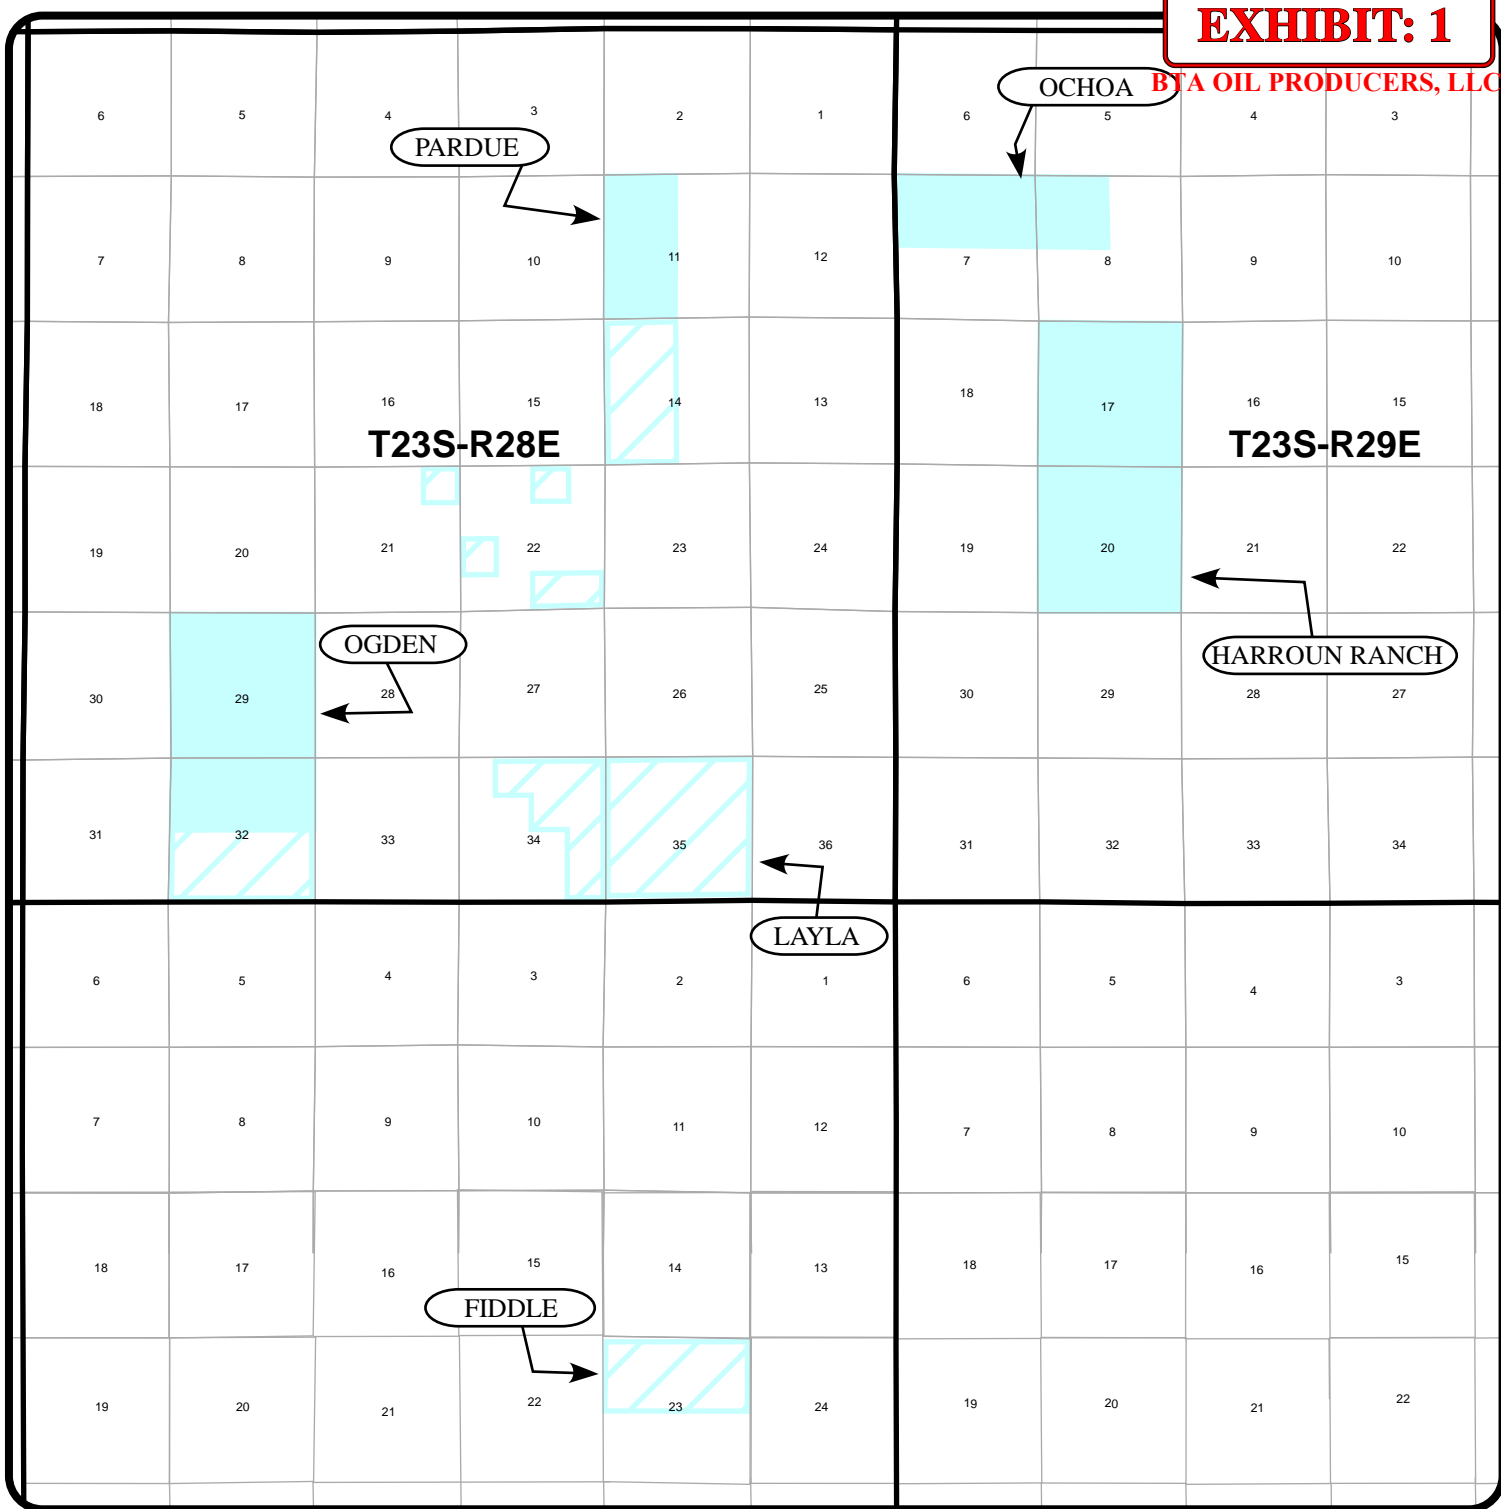 EXHIBIT: 1
BTA OIL PRODUCERS, LLC
OCHOA
6 5 4 3 2 1 6 5 4 3
PARDUE
7 8 9 10 11 12 7 8 9 10
18 17 16 15 14 13 18 17 16 15
T23S-R28E T23S-R29E
19 20 21 22 23 24 19 20 21 22
OGDEN
HARROUN RANCH
30 29 28 27 26 25 30 29 28 27
31 32 33 34 35 36 31 32 33 34
LAYLA
6 5 4 3 2 1 6 5 4 3
7 8 9 10 11 12 7 8 9 10
18 17 16 15 14 13 18 17 16 15
FIDDLE
19 20 21 22 23 24 19 20 21 22